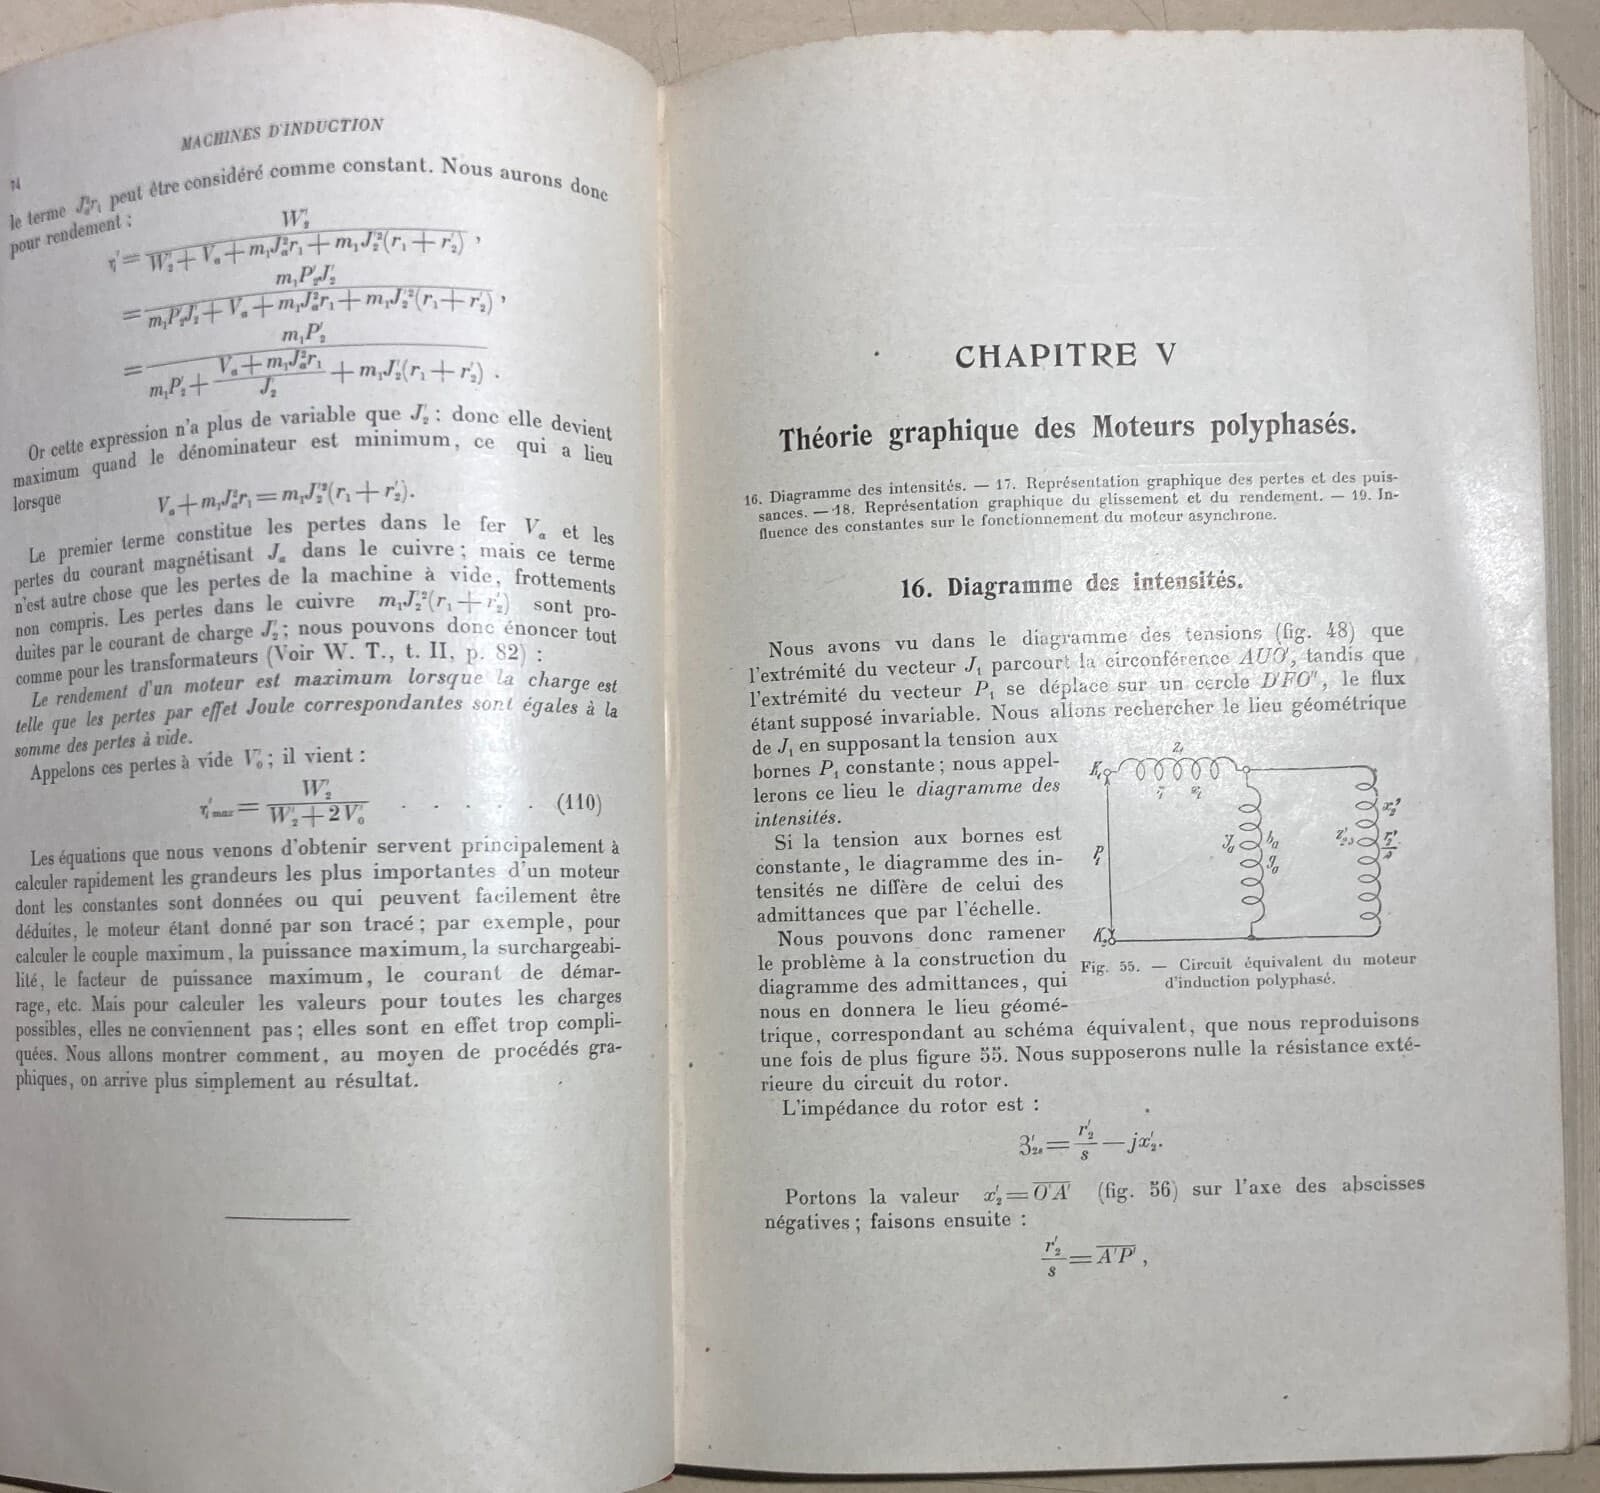 MACHINES D'INDUCTION
74
le terme J²ₐr₁ peut être considéré comme constant. Nous aurons donc
pour rendement :
η' = W'₂ / (W'₂ + Vₐ + m₁J²ₐr₁ + m₁J'₂²(r₁ + r'₂)) ,
= m₁P'₂J'₂ / (m₁P'₂J'₂ + Vₐ + m₁J²ₐr₁ + m₁J'₂²(r₁ + r'₂)) ,
= m₁P'₂ / (m₁P'₂ + (Vₐ + m₁J²ₐr₁) / J'₂ + m₁J'₂(r₁ + r'₂)) .
Or cette expression n'a plus de variable que J'₂ : donc elle devient
maximum quand le dénominateur est minimum, ce qui a lieu
lorsque
Vₐ + m₁J²ₐr₁ = m₁J'₂²(r₁ + r'₂).
Le premier terme constitue les pertes dans le fer Vₐ et les
pertes du courant magnétisant Jₐ dans le cuivre ; mais ce terme
n'est autre chose que les pertes de la machine à vide, frottements
non compris. Les pertes dans le cuivre m₁J'₂²(r₁ + r'₂) sont pro-
duites par le courant de charge J'₂ ; nous pouvons donc énoncer tout
comme pour les transformateurs (Voir W. T., t. II, p. 82) :
Le rendement d'un moteur est maximum lorsque la charge est
telle que les pertes par effet Joule correspondantes sont égales à la
somme des pertes à vide.
Appelons ces pertes à vide V'₀ ; il vient :
η'max = W'₂ / (W'₂ + 2V'₀) . . . . . (110)
Les équations que nous venons d'obtenir servent principalement à
calculer rapidement les grandeurs les plus importantes d'un moteur
dont les constantes sont données ou qui peuvent facilement être
déduites, le moteur étant donné par son tracé ; par exemple, pour
calculer le couple maximum, la puissance maximum, la surchargeabi-
lité, le facteur de puissance maximum, le courant de démar-
rage, etc. Mais pour calculer les valeurs pour toutes les charges
possibles, elles ne conviennent pas ; elles sont en effet trop compli-
quées. Nous allons montrer comment, au moyen de procédés gra-
phiques, on arrive plus simplement au résultat.
CHAPITRE V
Théorie graphique des Moteurs polyphasés.
16. Diagramme des intensités. — 17. Représentation graphique des pertes et des puis-
sances. — 18. Représentation graphique du glissement et du rendement. — 19. In-
fluence des constantes sur le fonctionnement du moteur asynchrone.
16. Diagramme des intensités.
Nous avons vu dans le diagramme des tensions (fig. 48) que
l'extrémité du vecteur J₁ parcourt la circonférence AUO', tandis que
l'extrémité du vecteur P₁ se déplace sur un cercle D'FO", le flux
étant supposé invariable. Nous allons rechercher le lieu géométrique
de J₁ en supposant la tension aux
bornes P₁ constante ; nous appel-
lerons ce lieu le diagramme des
intensités.
Si la tension aux bornes est
constante, le diagramme des in-
tensités ne diffère de celui des
admittances que par l'échelle.
Nous pouvons donc ramener
le problème à la construction du
diagramme des admittances, qui
nous en donnera le lieu géomé-
trique, correspondant au schéma équivalent, que nous reproduisons
une fois de plus figure 55. Nous supposerons nulle la résistance exté-
rieure du circuit du rotor.
K₁ z₁
r₁ x₁
P₁ yₐ bₐ gₐ
z'₂ₛ x'₂ r'₂/s
K₂
Fig. 55. — Circuit équivalent du moteur
d'induction polyphasé.
L'impédance du rotor est :
3'₂ₛ = r'₂/s — jx'₂.
Portons la valeur x'₂ = O'A' (fig. 56) sur l'axe des abscisses
négatives ; faisons ensuite :
r'₂/s = A'P' ,